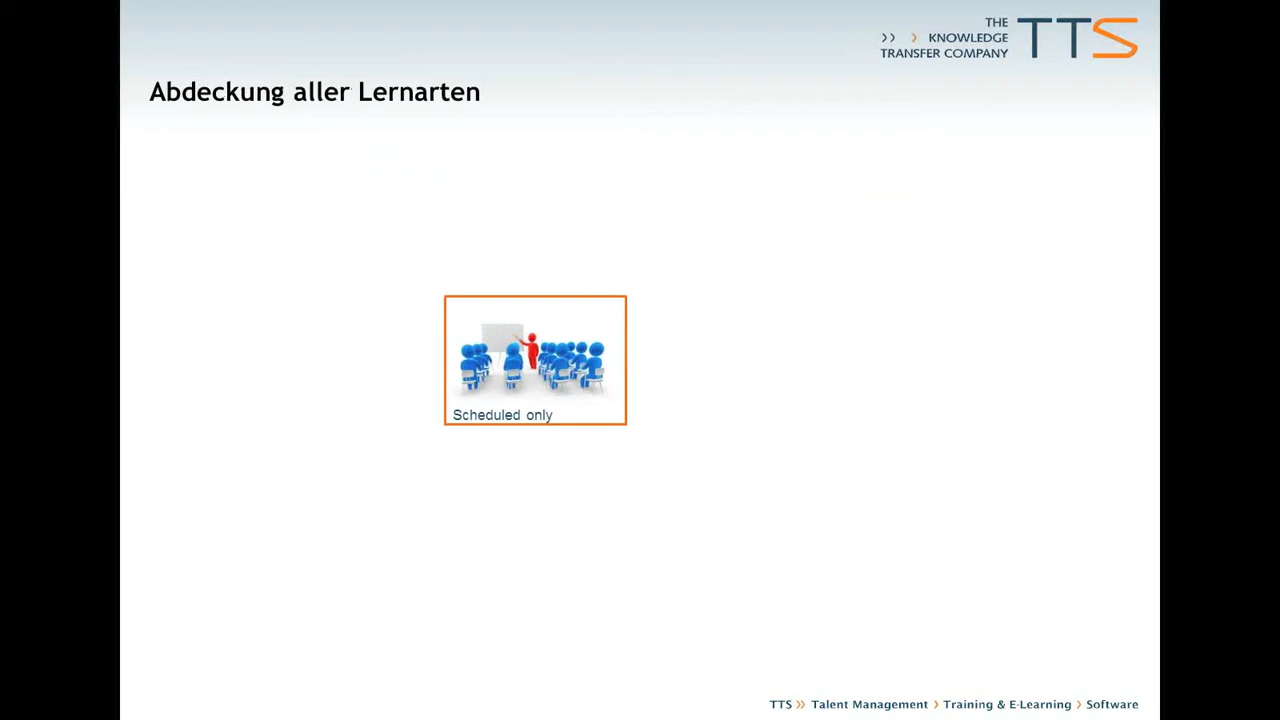 THE
›› › KNOWLEDGE
TRANSFER COMPANY
TTS
Abdeckung aller Lernarten
Scheduled only
TTS ›› Talent Management › Training & E-Learning › Software